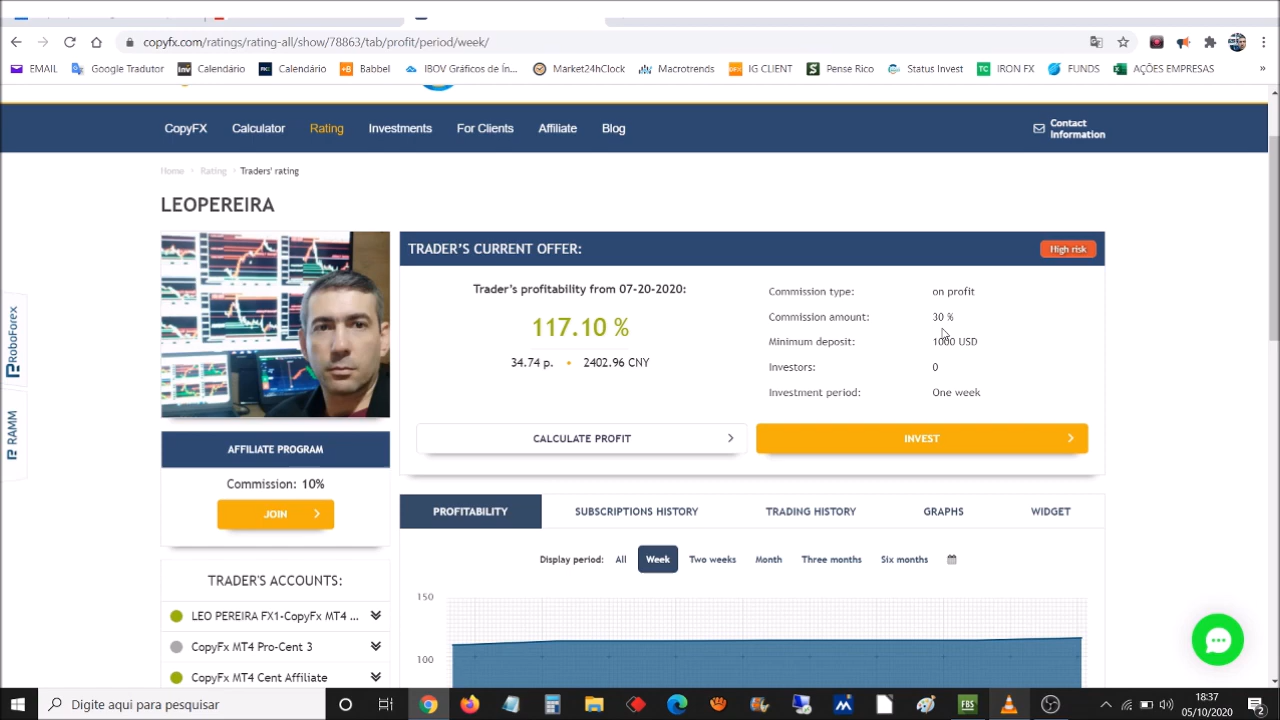 copyfx.com/ratings/rating-all/show/78863/tab/profit/period/week/
EMAIL Google Tradutor Calendário Calendário Babbel IBOV Gráficos de Ín... Market24hClock Macrotrends IG CLIENT Pense Rico Status Invest IRON FX FUNDS AÇÕES EMPRESAS »
CopyFX Calculator Rating Investments For Clients Affiliate Blog
Contact
Information
Home Rating Traders' rating
LEOPEREIRA
TRADER'S CURRENT OFFER:
High risk
Trader's profitability from 07-20-2020:
117.10 %
34.74 p. • 2402.96 CNY
Commission type: on profit
Commission amount: 30 %
Minimum deposit: 1000 USD
Investors: 0
Investment period: One week
CALCULATE PROFIT
INVEST
RoboForex
RAMM
AFFILIATE PROGRAM
Commission: 10%
JOIN
TRADER'S ACCOUNTS:
LEO PEREIRA FX1-CopyFx MT4 ...
CopyFx MT4 Pro-Cent 3
CopyFx MT4 Cent Affiliate
PROFITABILITY SUBSCRIPTIONS HISTORY TRADING HISTORY GRAPHS WIDGET
Display period: All Week Two weeks Month Three months Six months
150
100
Digite aqui para pesquisar
FBS
18:37
05/10/2020
2